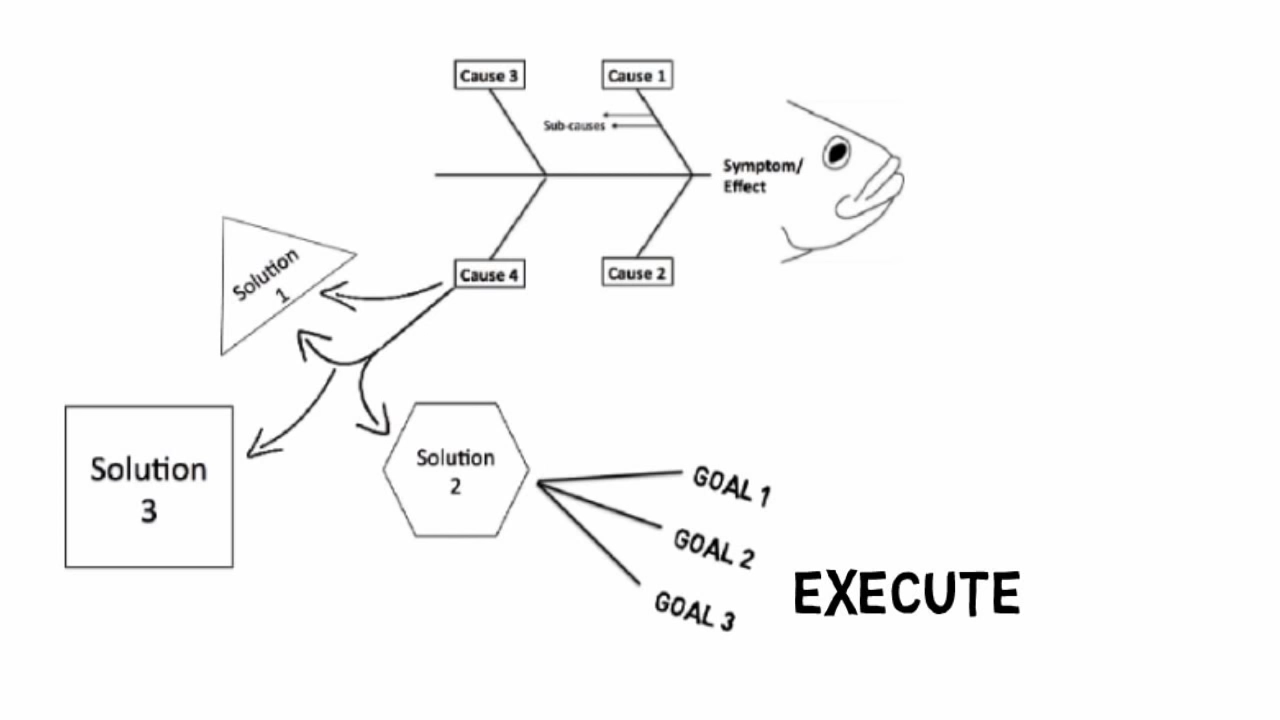 Cause 3
Cause 1
Sub-causes
Symptom/
Effect
Cause 4
Cause 2
Solution
1
Solution
3
Solution
2
GOAL 1
GOAL 2
GOAL 3
EXECUTE